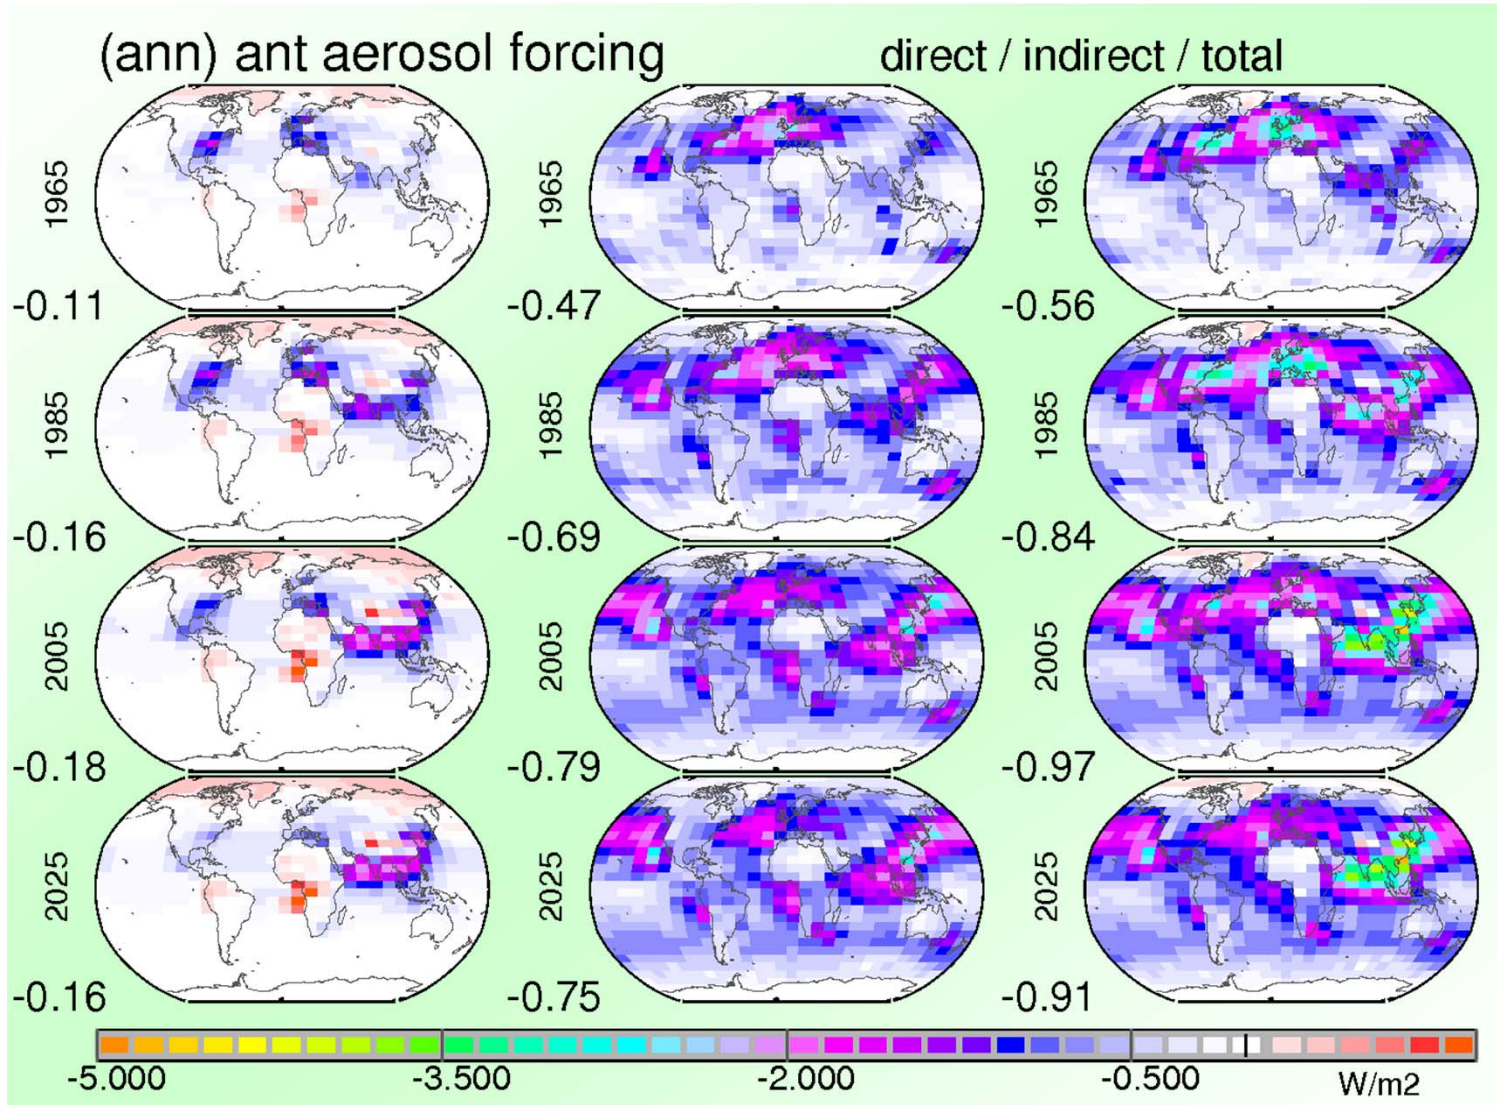 (ann) ant aerosol forcing direct / indirect / total
1965 1965 1965
-0.11 -0.47 -0.56
1985 1985 1985
-0.16 -0.69 -0.84
2005 2005 2005
-0.18 -0.79 -0.97
2025 2025 2025
-0.16 -0.75 -0.91
-5.000 -3.500 -2.000 -0.500 W/m2